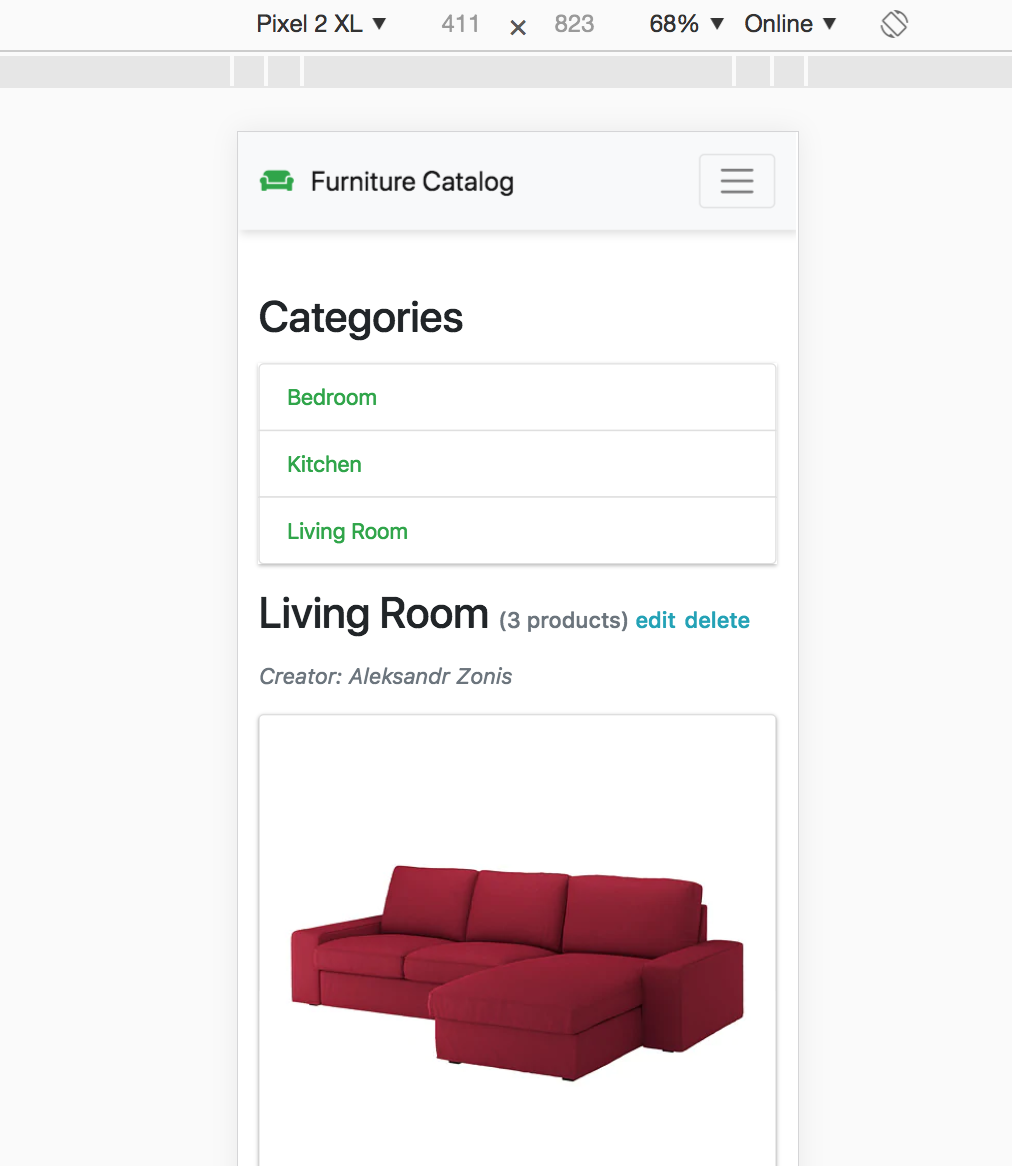 Pixel 2 XL ▼ 411 × 823 68% ▼ Online ▼
Furniture Catalog
Categories
Bedroom
Kitchen
Living Room
Living Room (3 products) edit delete
Creator: Aleksandr Zonis